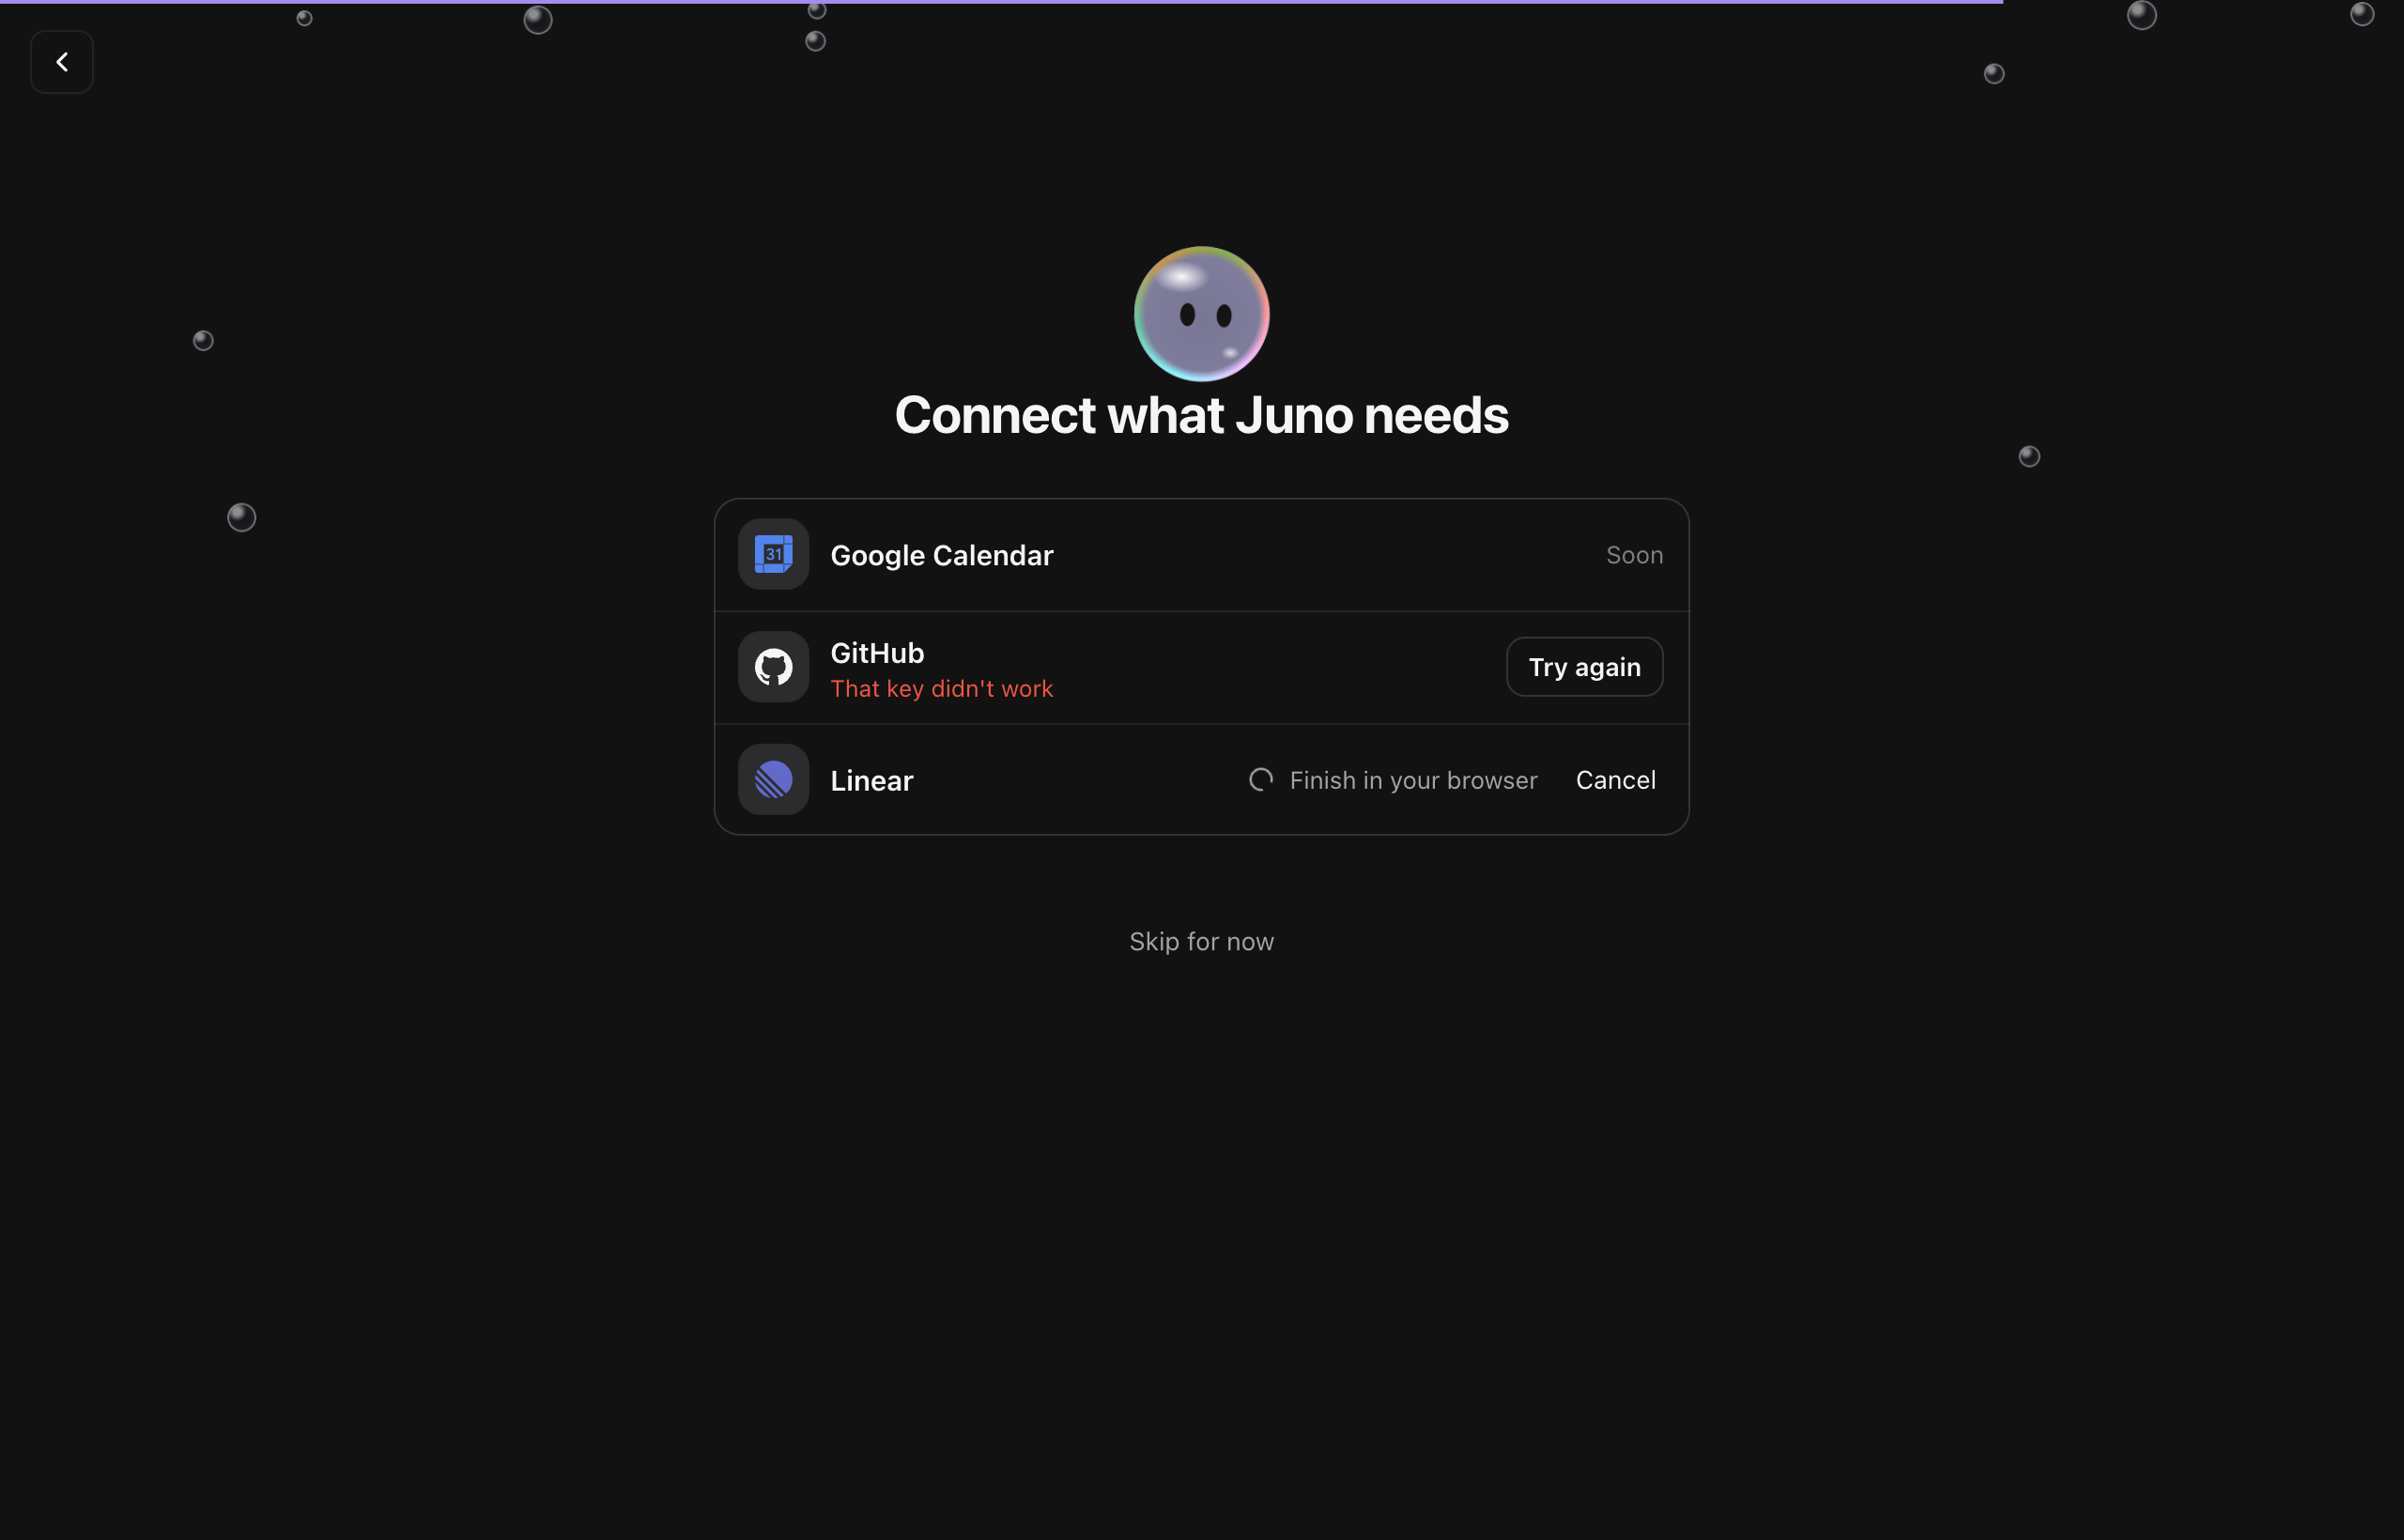 Connect what Juno needs
31
Google Calendar
Soon
GitHub
That key didn't work
Try again
Linear
Finish in your browser
Cancel
Skip for now